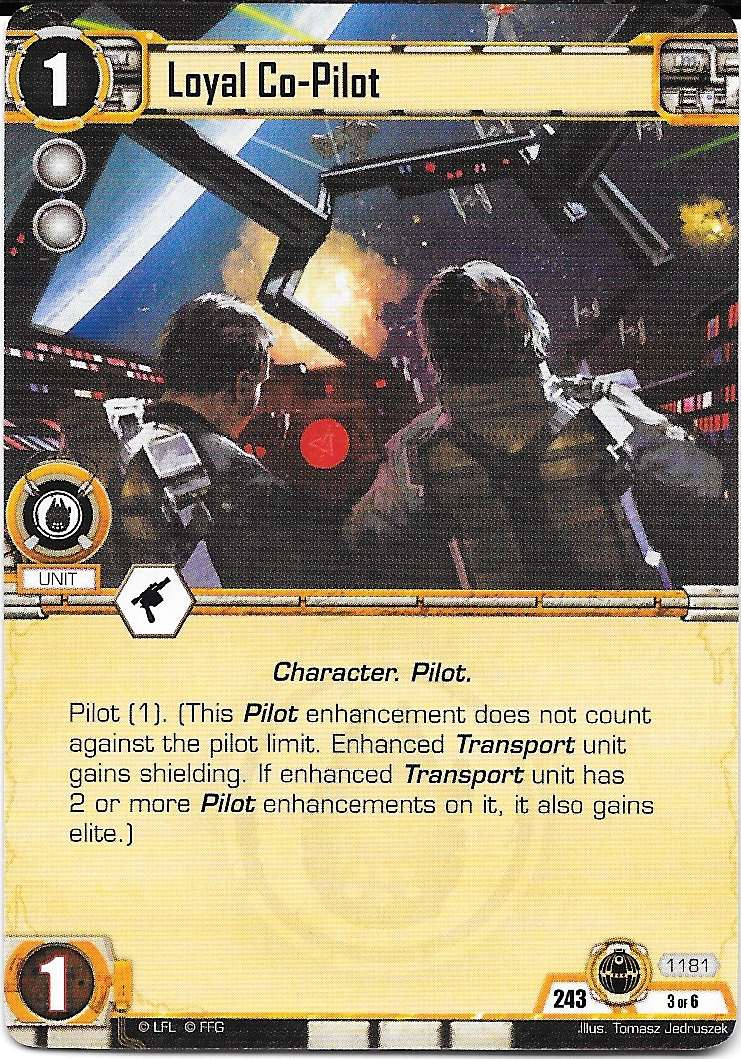 1
Loyal Co-Pilot
UNIT
Character. Pilot.
Pilot (1). (This Pilot enhancement does not count
against the pilot limit. Enhanced Transport unit
gains shielding. If enhanced Transport unit has
2 or more Pilot enhancements on it, it also gains
elite.)
1
1181
243
3 OF 6
© LFL © FFG
Illus. Tomasz Jedruszek